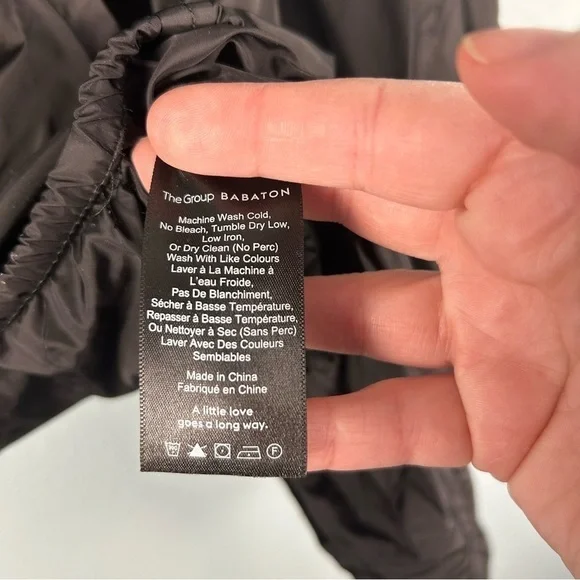 The Group BABATON
Machine Wash Cold,
No Bleach, Tumble Dry Low,
Low Iron,
Or Dry Clean (No Perc)
Wash With Like Colours
Laver à La Machine à
L'eau Froide,
Pas De Blanchiment,
Sécher à Basse Température,
Repasser à Basse Température,
Ou Nettoyer à Sec (Sans Perc)
Laver Avec Des Couleurs
Semblables
Made in China
Fabriqué en Chine
A little love
goes a long way.
F